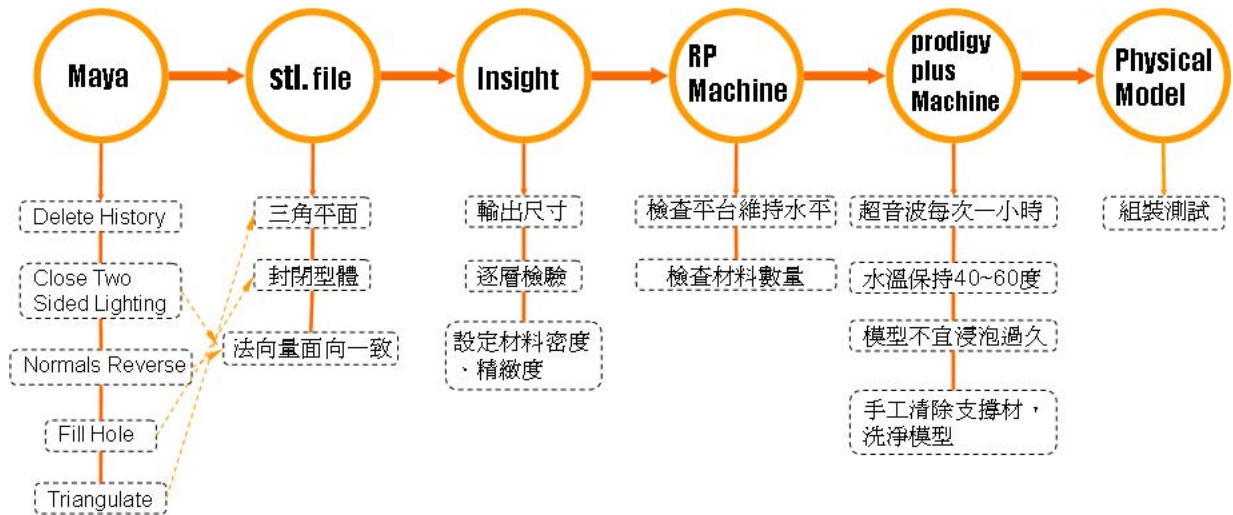 Maya
stl. file
Insight
RP
Machine
prodigy
plus
Machine
Physical
Model
Delete History
Close Two
Sided Lighting
Normals Reverse
Fill Hole
Triangulate
三角平面
封閉型體
法向量面向一致
輸出尺寸
逐層檢驗
設定材料密度
、精緻度
檢查平台維持水平
檢查材料數量
超音波每次一小時
水溫保持40~60度
模型不宜浸泡過久
手工清除支撐材，
洗淨模型
組裝測試